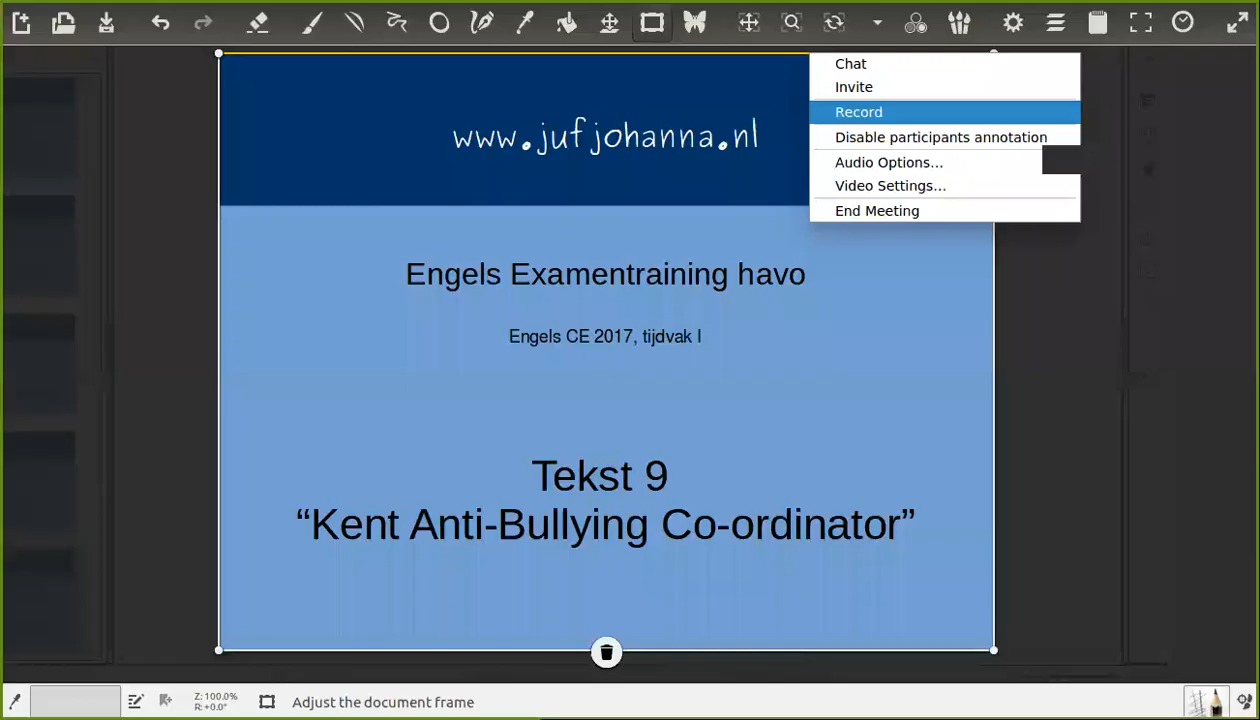 Chat
Invite
Record
Disable participants annotation
Audio Options...
Video Settings...
End Meeting
www.jufjohanna.nl
Engels Examentraining havo
Engels CE 2017, tijdvak I
Tekst 9
“Kent Anti-Bullying Co-ordinator”
Z: 100.0%
R: +0.0°
Adjust the document frame